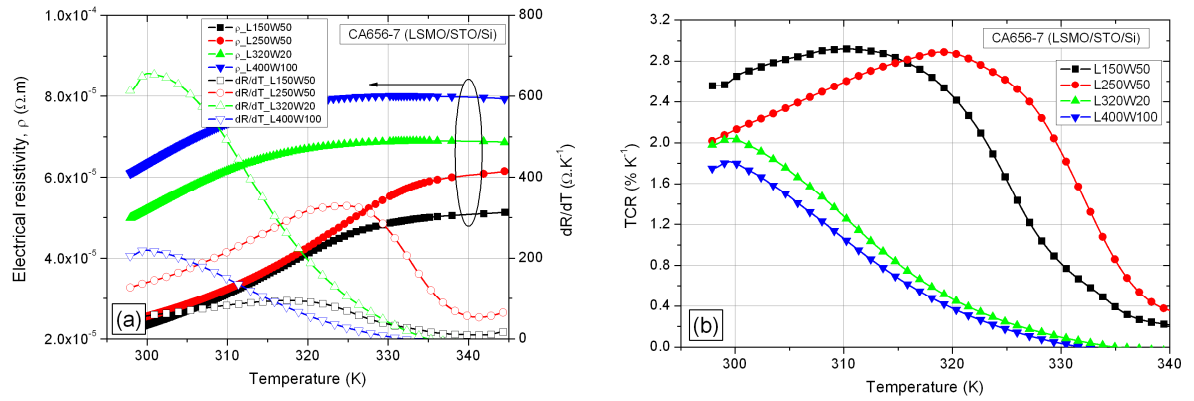 1.0x10⁻⁴
8.0x10⁻⁵
6.0x10⁻⁵
4.0x10⁻⁵
2.0x10⁻⁵
Electrical resistivity, ρ (Ω.m)
ρ_L150W50
ρ_L250W50
ρ_L320W20
ρ_L400W100
dR/dT_L150W50
dR/dT_L250W50
dR/dT_L320W20
dR/dT_L400W100
CA656-7 (LSMO/STO/Si)
(a)
800
600
400
200
0
dR/dT (Ω.K⁻¹)
300 310 320 330 340
Temperature (K)
3.2
2.8
2.4
2.0
1.6
1.2
0.8
0.4
0.0
TCR (% K⁻¹)
CA656-7 (LSMO/STO/Si)
L150W50
L250W50
L320W20
L400W100
(b)
300 310 320 330 340
Temperature (K)